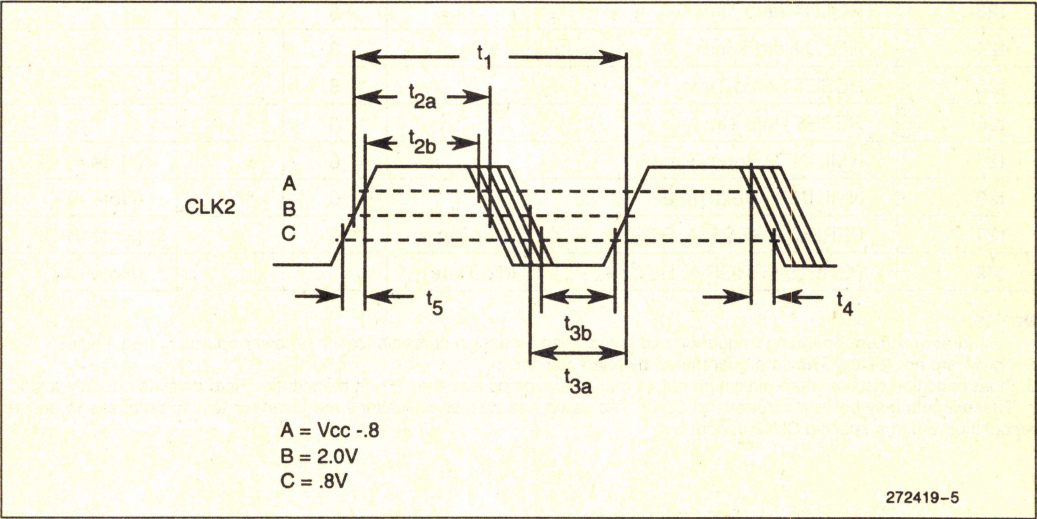 t1
t2a
t2b
A
B
C
CLK2
t5
t4
t3b
t3a
A = Vcc -.8
B = 2.0V
C = .8V
272419-5